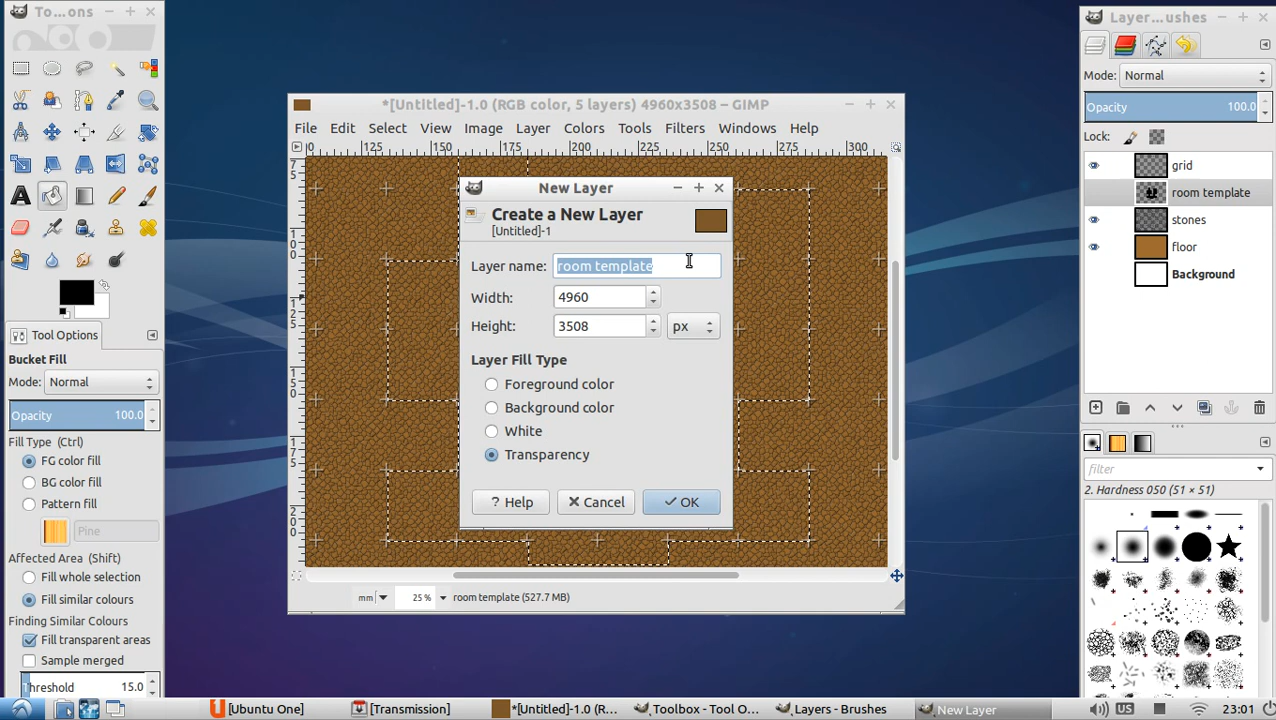 To...ons
Layer...ushes
*[Untitled]-1.0 (RGB color, 5 layers) 4960x3508 – GIMP
File Edit Select View Image Layer Colors Tools Filters Windows Help
125 150 175 200 225 250 275 300
New Layer
Create a New Layer
[Untitled]-1
Layer name: room template
Width: 4960
Height: 3508 px
Layer Fill Type
Foreground color
Background color
White
Transparency
Help Cancel OK
mm 25 % room template (527.7 MB)
Tool Options
Bucket Fill
Mode: Normal
Opacity 100.0
Fill Type (Ctrl)
FG color fill
BG color fill
Pattern fill
Pine
Affected Area (Shift)
Fill whole selection
Fill similar colours
Finding Similar Colours
Fill transparent areas
Sample merged
Threshold 15.0
Mode: Normal
Opacity 100.0
Lock:
grid
room template
stones
floor
Background
filter
2. Hardness 050 (51 × 51)
[Ubuntu One] [Transmission] *[Untitled]-1.0 (R... Toolbox - Tool O... Layers - Brushes New Layer US 23:01